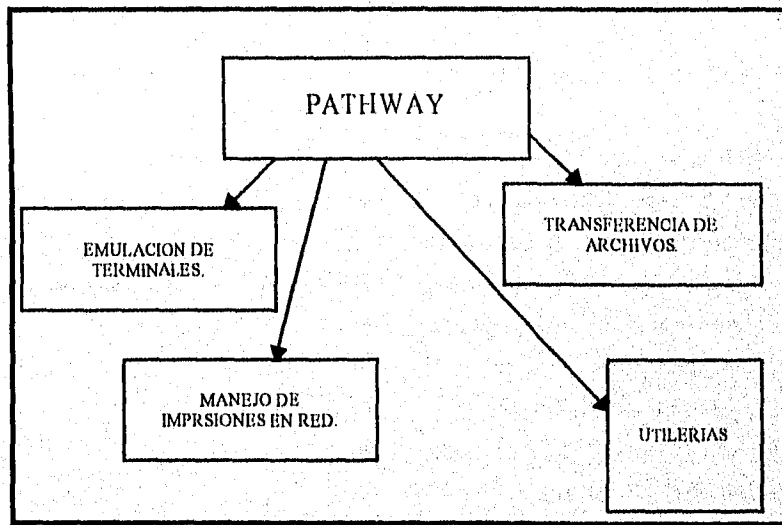 PATHWAY
EMULACION DE
TERMINALES.
TRANSFERENCIA DE
ARCHIVOS.
MANEJO DE
IMPRSIONES EN RED.
UTILERIAS